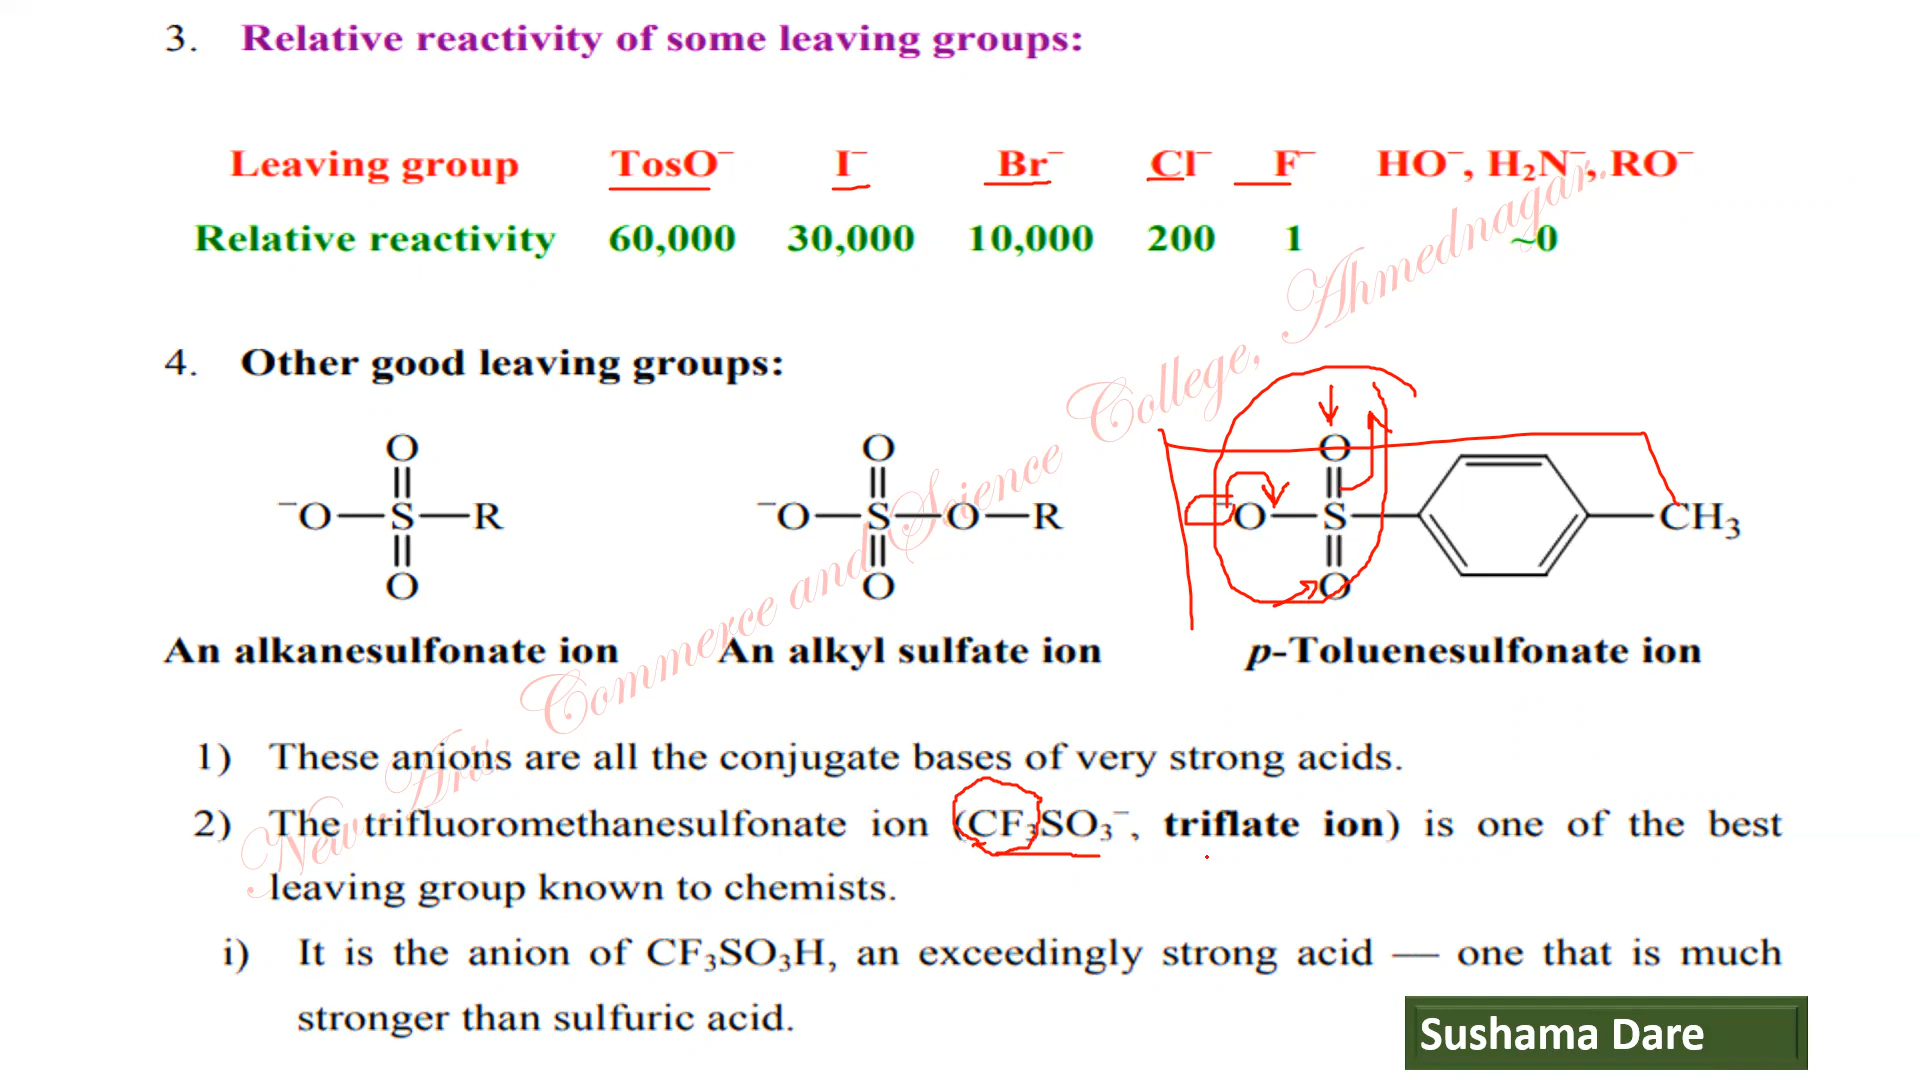 3. Relative reactivity of some leaving groups:
Leaving group TosO⁻ I⁻ Br⁻ Cl⁻ F⁻ HO⁻, H₂N⁻, RO⁻
Relative reactivity 60,000 30,000 10,000 200 1 ~0
4. Other good leaving groups:
O O O
⁻O—S—R ⁻O—S—O—R ⁻O—S CH₃
O O O
An alkanesulfonate ion An alkyl sulfate ion p-Toluenesulfonate ion
1) These anions are all the conjugate bases of very strong acids.
2) The trifluoromethanesulfonate ion (CF₃SO₃⁻, triflate ion) is one of the best
leaving group known to chemists.
i) It is the anion of CF₃SO₃H, an exceedingly strong acid — one that is much
stronger than sulfuric acid.
New Arts Commerce and Science College, Ahmednagar.
Sushama Dare